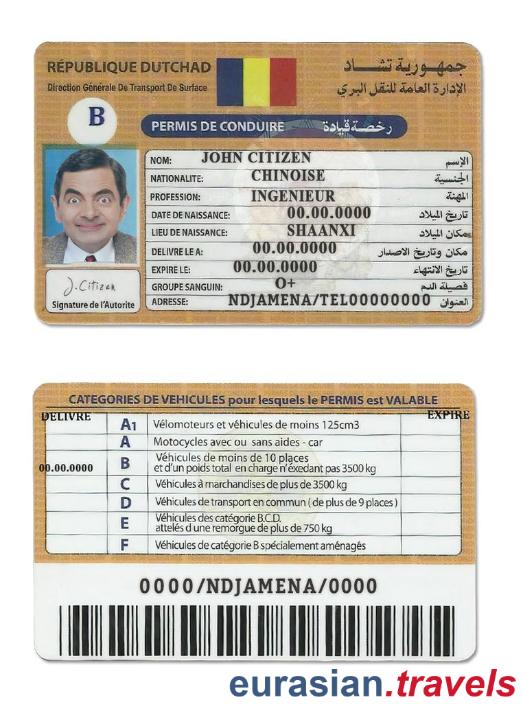 RÉPUBLIQUE DUTCHAD
جمهورية تشاد
Direction Générale De Transport De Surface
الإدارة العامة للنقل البري
B
PERMIS DE CONDUIRE رخصة قيادة
NOM: JOHN CITIZEN الإسم
NATIONALITE: CHINOISE الجنسية
PROFESSION: INGENIEUR المهنة
DATE DE NAISSANCE: 00.00.0000 تاريخ الميلاد
LIEU DE NAISSANCE: SHAANXI مكان الميلاد
DELIVRE LE A: 00.00.0000 مكان وتاريخ الاصدار
EXPIRE LE: 00.00.0000 تاريخ الانتهاء
GROUPE SANGUIN: O+ فصيلة الدم
ADRESSE: NDJAMENA/TEL00000000 العنوان
J. Citizen
Signature de l'Autorite
CATEGORIES DE VEHICULES pour lesquels le PERMIS est VALABLE
DELIVRE EXPIRE
A1 Vélomoteurs et véhicules de moins 125cm3
A Motocycles avec ou sans aides - car
00.00.0000 B Véhicules de moins de 10 places
et d'un poids total en charge n'exedant pas 3500 kg
C Véhicules à marchandises de plus de 3500 kg
D Véhicules de transport en commun ( de plus de 9 places )
E Véhicules des catégorie B.C.D.
attelés d une remorgue de plus de 750 kg
F Véhicules de catégorie B spécialement aménagés
0000/NDJAMENA/0000
eurasian.travels